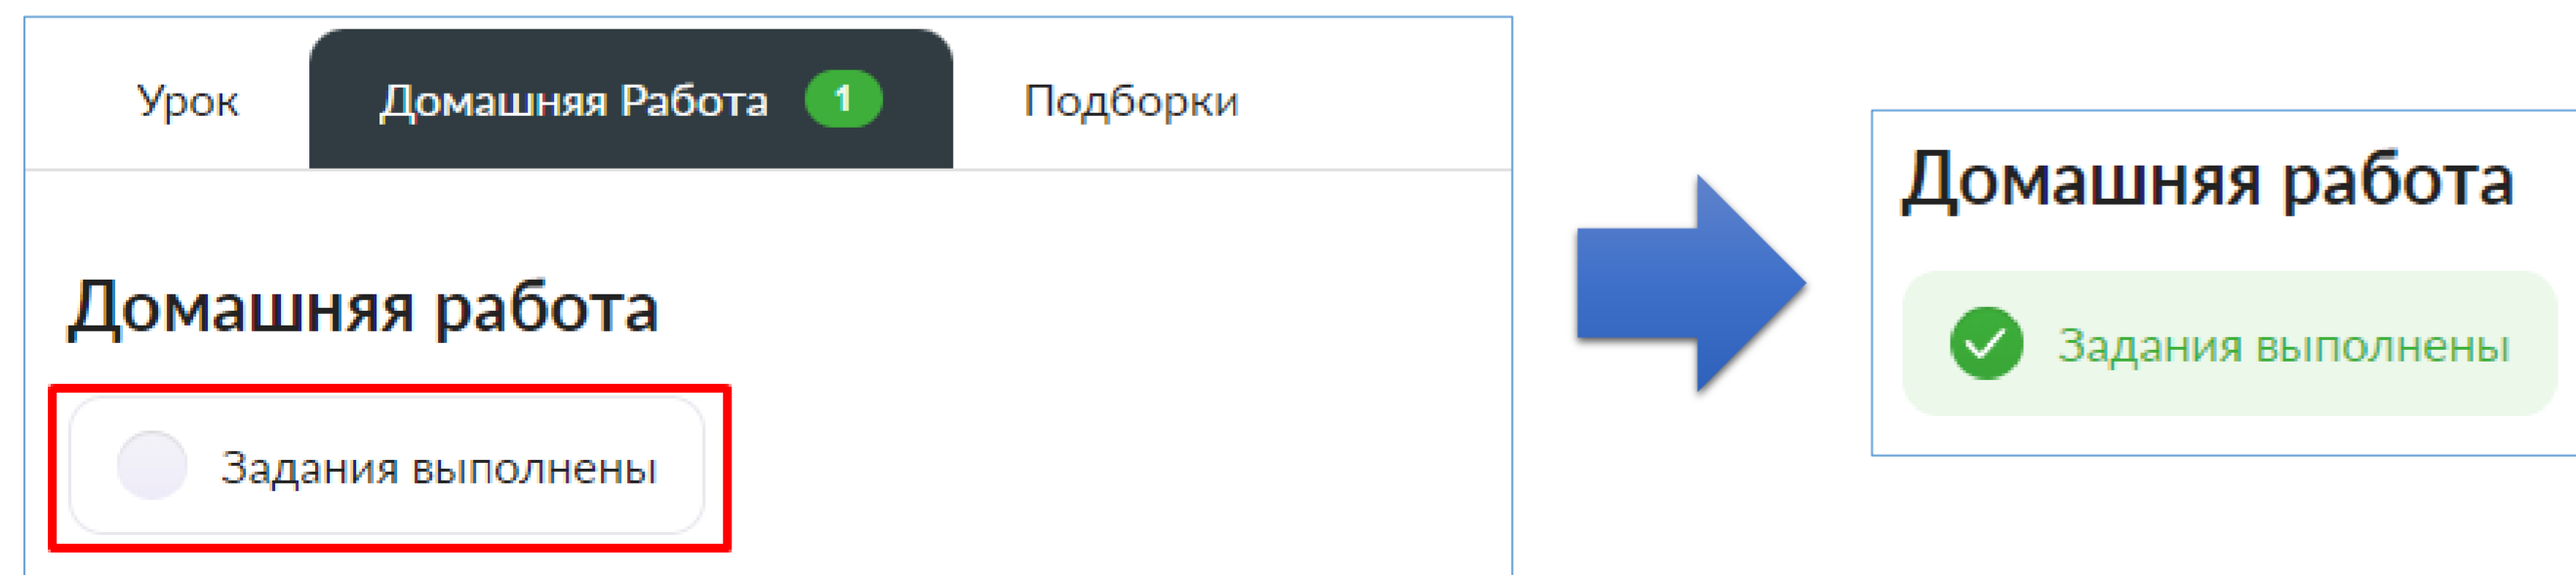 Урок Домашняя Работа 1 Подборки
Домашняя работа
Задания выполнены
Домашняя работа
Задания выполнены